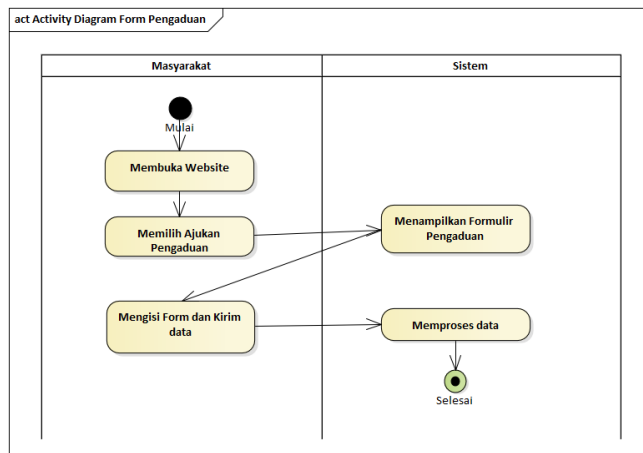 act Activity Diagram Form Pengaduan
Masyarakat
Sistem
Mulai
Membuka Website
Memilih Ajukan
Pengaduan
Menampilkan Formulir
Pengaduan
Mengisi Form dan Kirim
data
Memproses data
Selesai